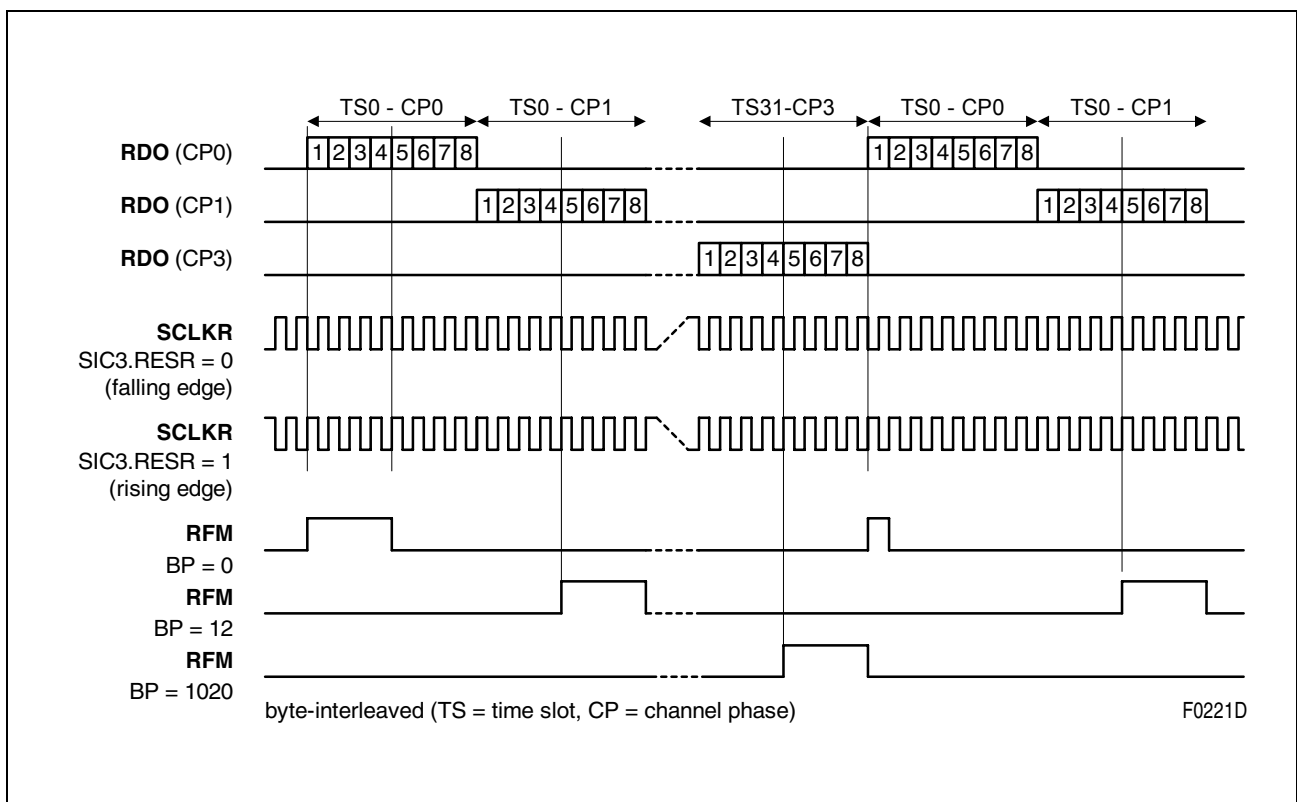 TS0 - CP0 TS0 - CP1 TS31-CP3 TS0 - CP0 TS0 - CP1
RDO (CP0) 1 2 3 4 5 6 7 8 1 2 3 4 5 6 7 8
RDO (CP1) 1 2 3 4 5 6 7 8 1 2 3 4 5 6 7 8
RDO (CP3) 1 2 3 4 5 6 7 8
SCLKR
SIC3.RESR = 0
(falling edge)
SCLKR
SIC3.RESR = 1
(rising edge)
RFM
BP = 0
RFM
BP = 12
RFM
BP = 1020
byte-interleaved (TS = time slot, CP = channel phase) F0221D